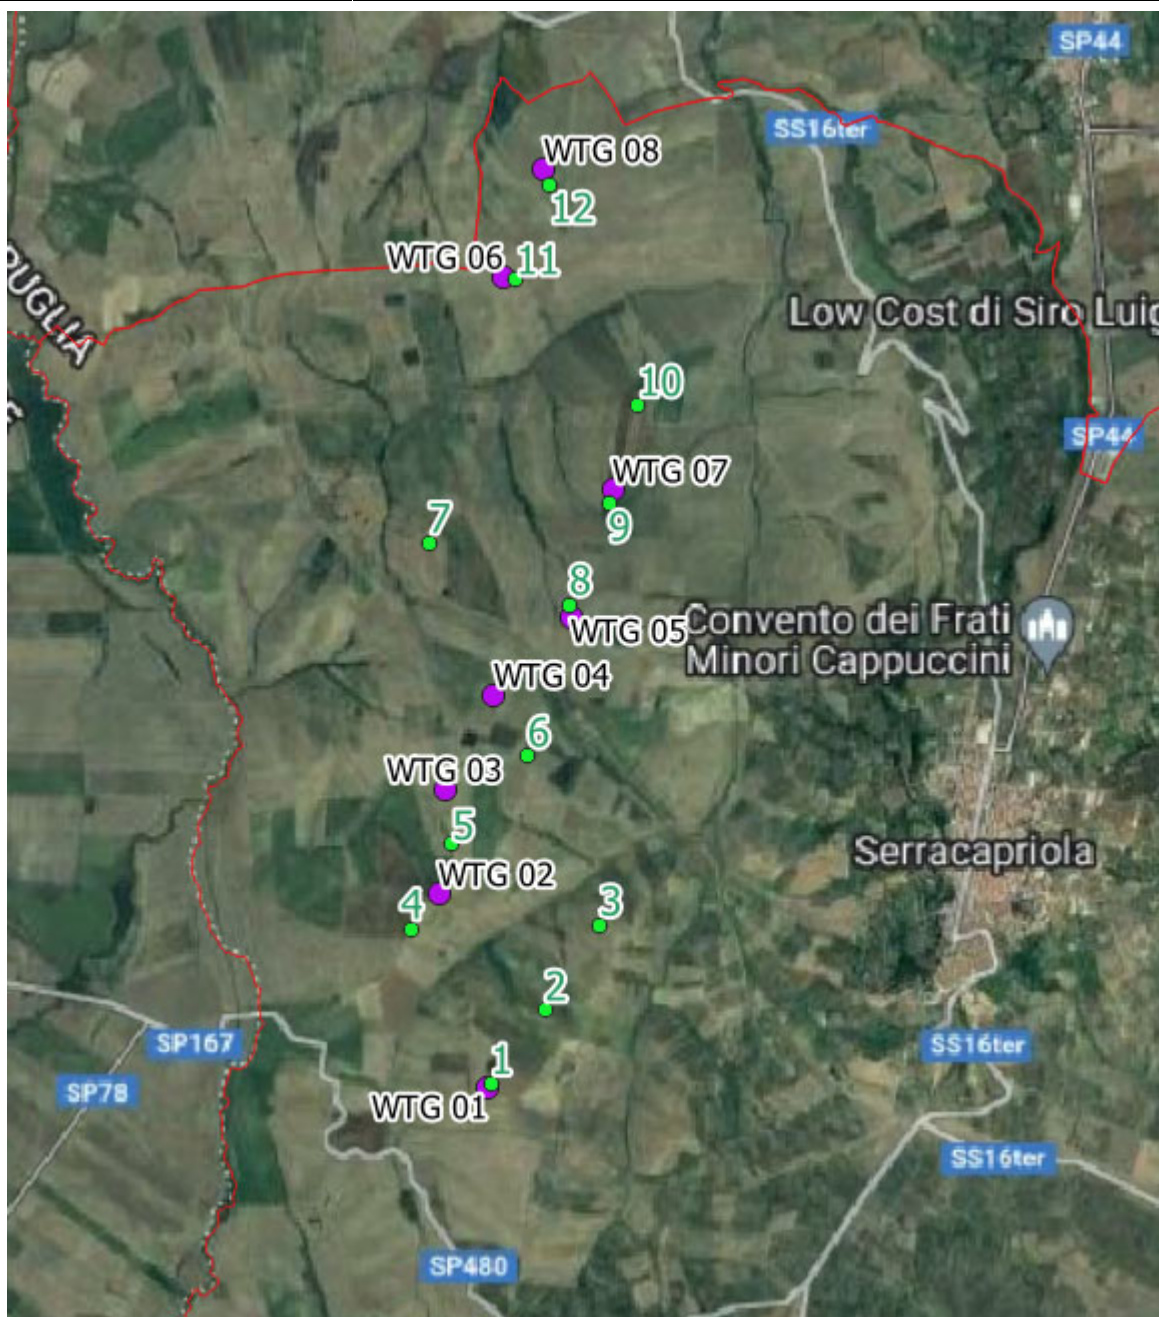 SP44
SS16ter
WTG 08
12
WTG 06
11
PUGLIA
Low Cost di Siro Luig
10
SP44
WTG 07
9
7
8
WTG 05
Convento dei Frati
Minori Cappuccini
WTG 04
6
WTG 03
5
Serracapriola
WTG 02
4
3
2
SP167
SS16ter
1
SP78
WTG 01
SS16ter
SP480